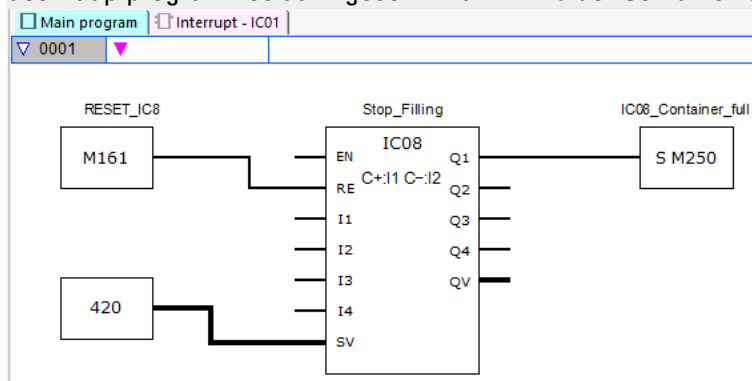 Main program Interrupt - IC01
0001
RESET_IC8 Stop_Filling IC08_Container_full
M161
IC08
C+:I1 C-:I2
EN Q1
S M250
RE Q2
I1 Q3
I2 Q4
I3 QV
420
I4
SV